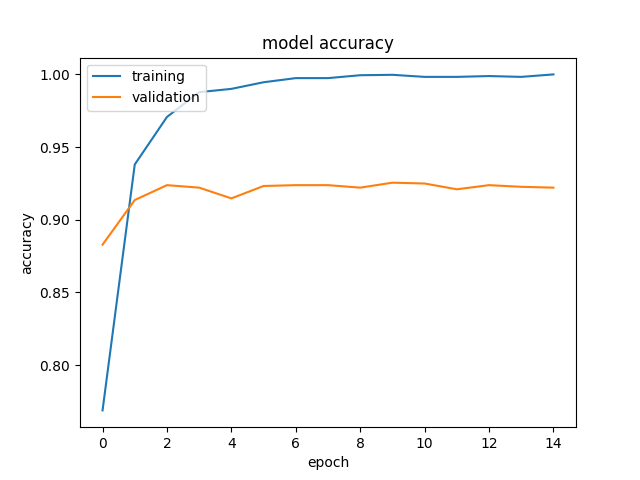 model accuracy
training
validation
1.00
0.95
0.90
0.85
0.80
accuracy
0 2 4 6 8 10 12 14
epoch